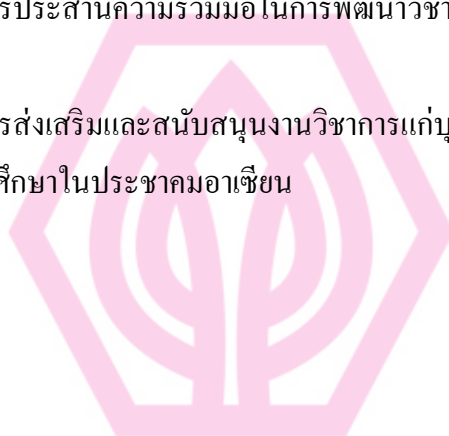 รประสานความร่วมมือในการพัฒนาวิชา
รส่งเสริมและสนับสนุนงานวิชาการแก่บุ
ศึกษาในประชาคมอาเซียน